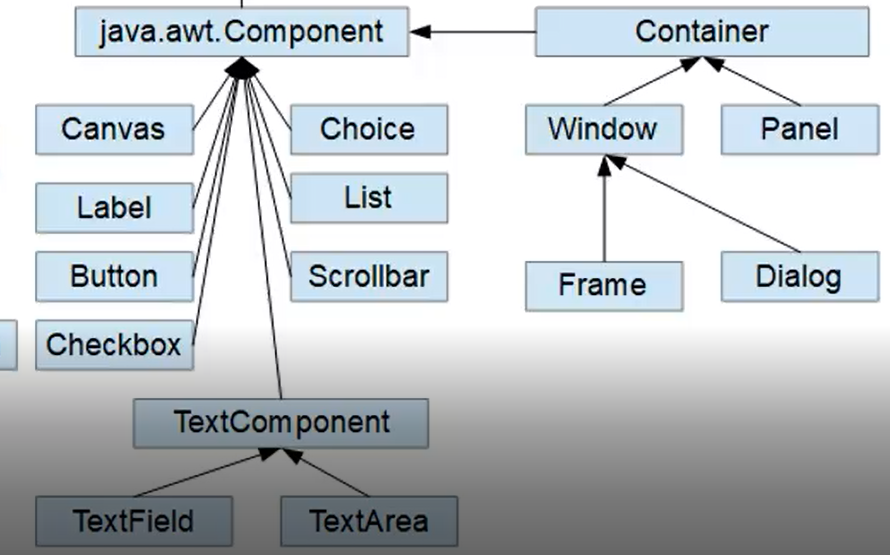 java.awt.Component
Container
Canvas
Choice
Window
Panel
Label
List
Button
Scrollbar
Frame
Dialog
Checkbox
TextComponent
TextField
TextArea